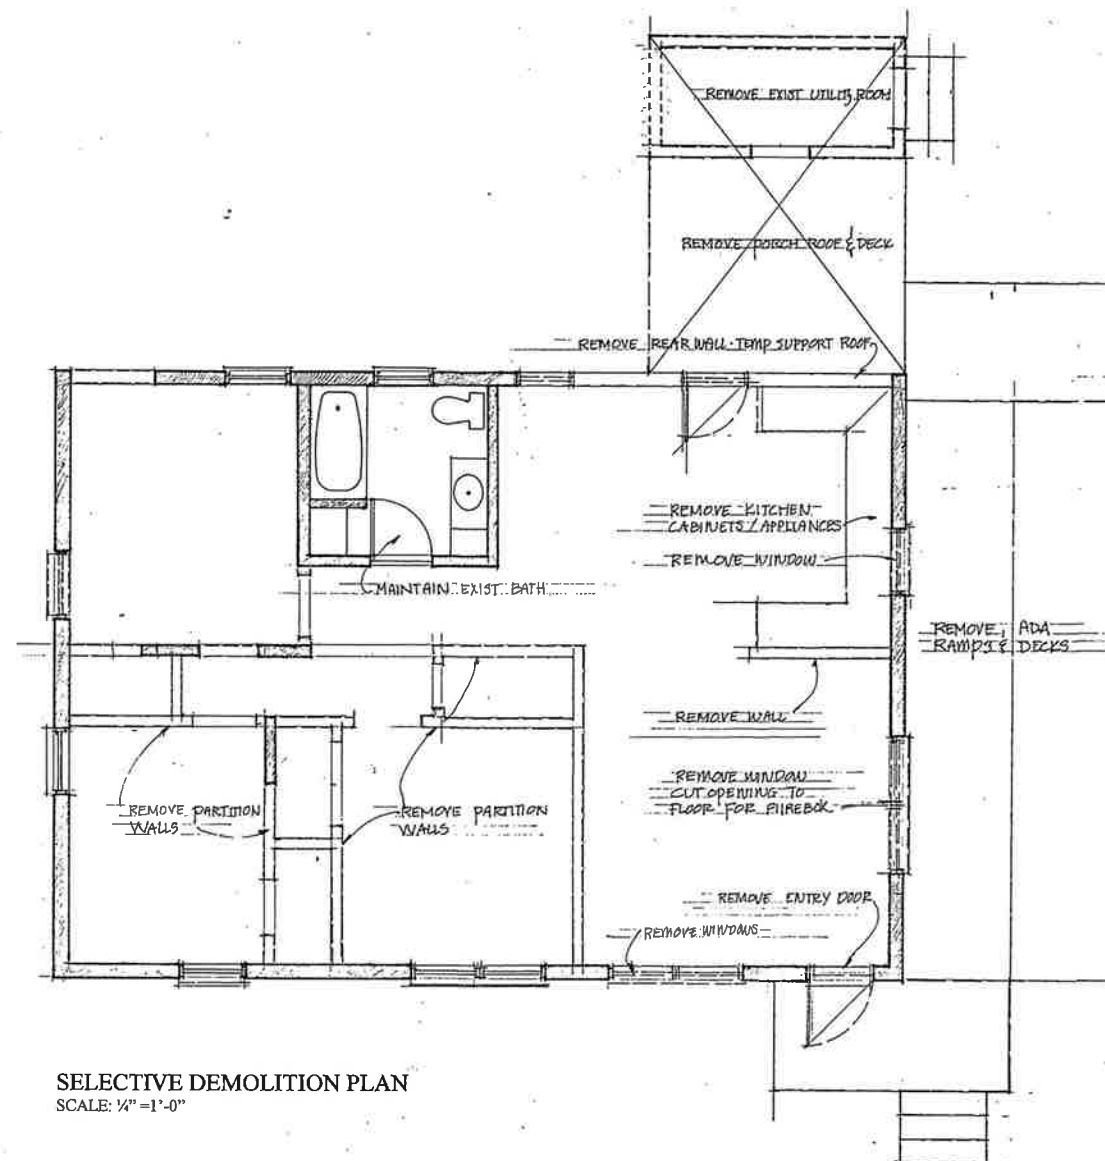 REMOVE EXIST UTILITY ROOM
REMOVE PORCH ROOF & DECK
REMOVE REAR WALL · TEMP SUPPORT ROOF
REMOVE KITCHEN
CABINETS / APPLIANCES
REMOVE WINDOW
MAINTAIN EXIST BATH
REMOVE, ADA
RAMPS & DECKS
REMOVE WALL
REMOVE WINDOW
CUT OPENING TO
FLOOR FOR FIREBOX
REMOVE PARTITION
WALLS
REMOVE PARTITION
WALLS
REMOVE ENTRY DOOR
REMOVE WINDOWS
SELECTIVE DEMOLITION PLAN
SCALE: ¼” =1’-0”